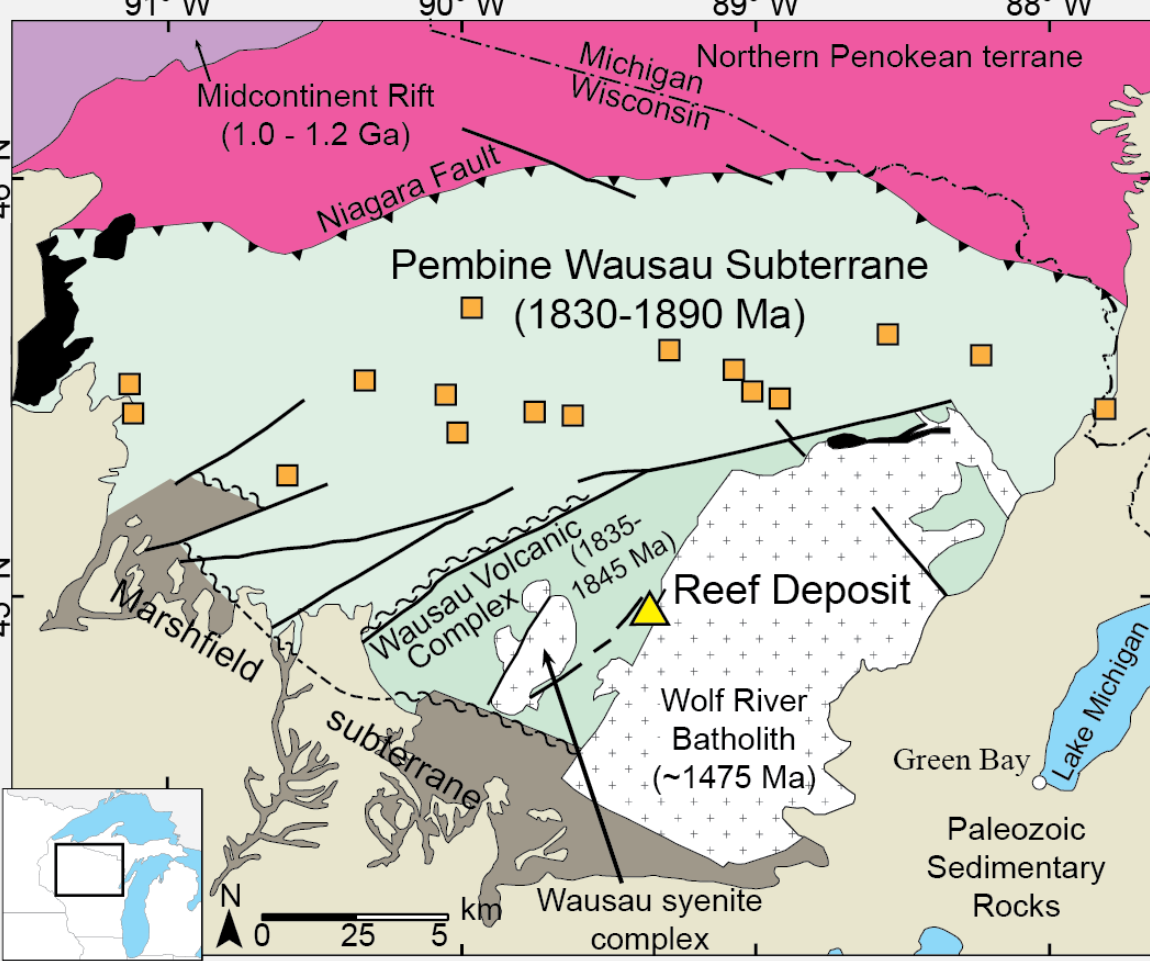 91° W
90° W
89° W
88° W
Northern Penokean terrane
Michigan
Wisconsin
Midcontinent Rift
(1.0 - 1.2 Ga)
Niagara Fault
Pembine Wausau Subterrane
(1830-1890 Ma)
Wausau Volcanic
Complex
(1835-
1845 Ma)
Reef Deposit
Marshfield
subterrane
Wolf River
Batholith
(~1475 Ma)
Lake Michigan
Green Bay
Paleozoic
Sedimentary
Rocks
Wausau syenite
complex
N
km
0 25 5